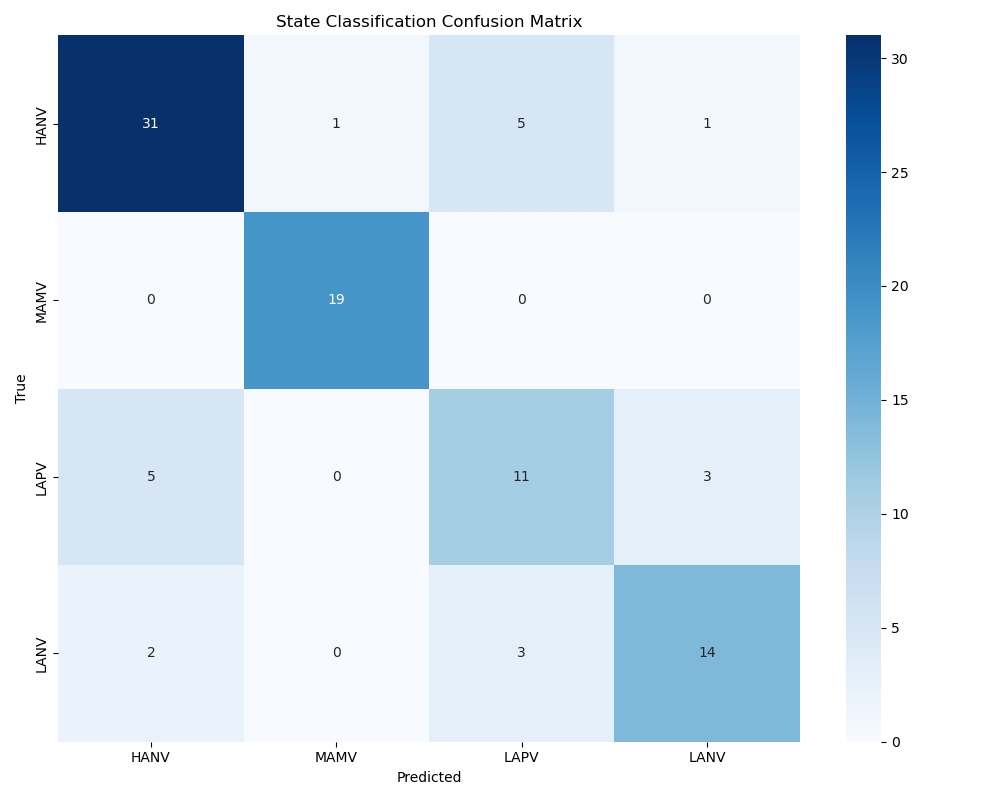 State Classification Confusion Matrix
HANV
31
1
5
1
MAMV
0
19
0
0
LAPV
5
0
11
3
LANV
2
0
3
14
HANV
MAMV
LAPV
LANV
Predicted
True
30
25
20
15
10
5
0